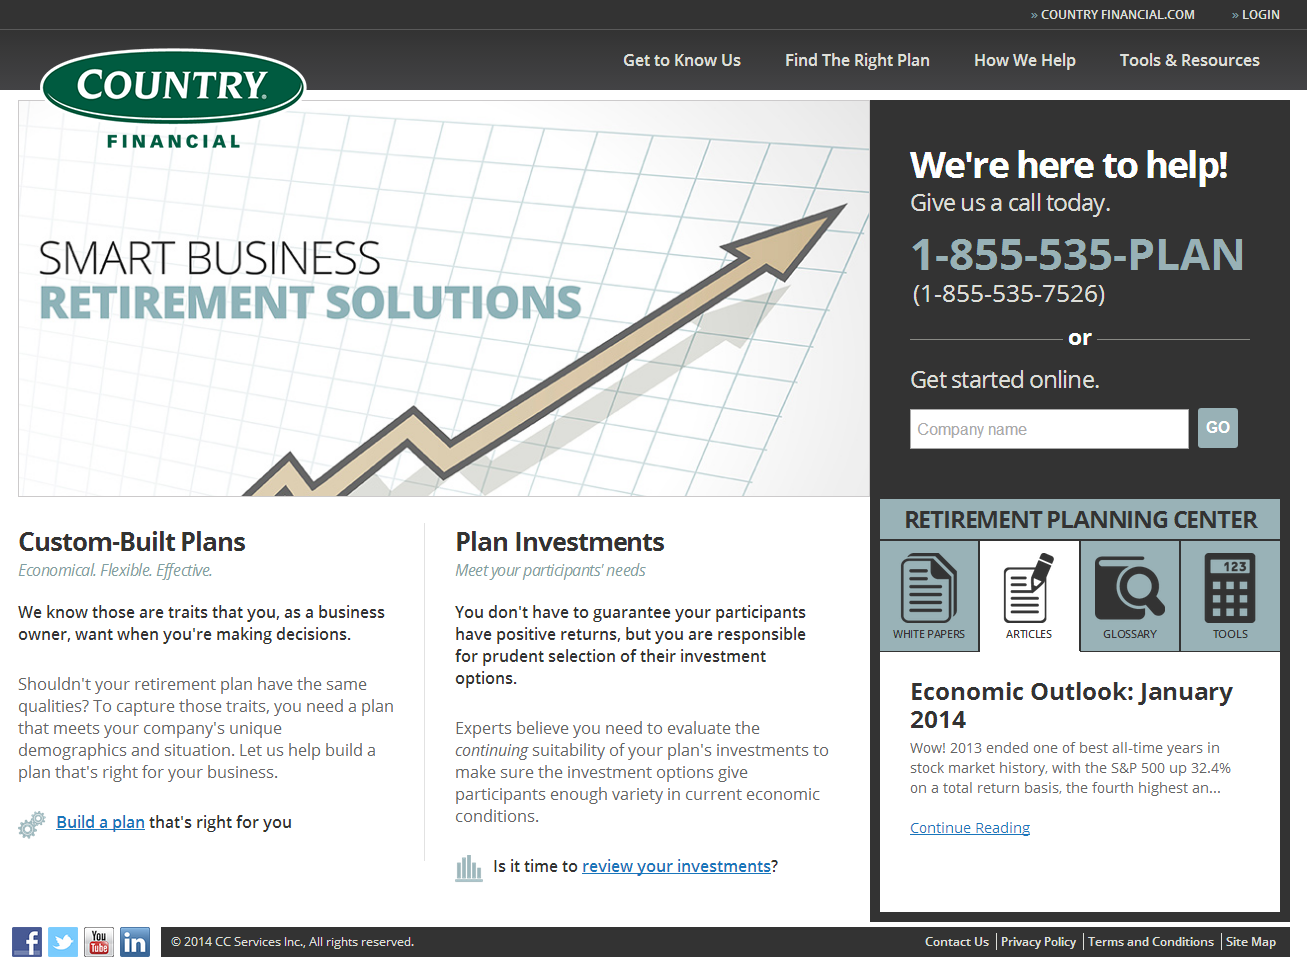 » COUNTRY FINANCIAL.COM
» LOGIN
COUNTRY®
FINANCIAL
Get to Know Us
Find The Right Plan
How We Help
Tools & Resources
SMART BUSINESS
RETIREMENT SOLUTIONS
We're here to help!
Give us a call today.
1-855-535-PLAN
(1-855-535-7526)
or
Get started online.
Company name
GO
Custom-Built Plans
Economical. Flexible. Effective.
We know those are traits that you, as a business
owner, want when you're making decisions.
Shouldn't your retirement plan have the same
qualities? To capture those traits, you need a plan
that meets your company's unique
demographics and situation. Let us help build a
plan that's right for your business.
Build a plan that's right for you
Plan Investments
Meet your participants' needs
You don't have to guarantee your participants
have positive returns, but you are responsible
for prudent selection of their investment
options.
Experts believe you need to evaluate the
continuing suitability of your plan's investments to
make sure the investment options give
participants enough variety in current economic
conditions.
Is it time to review your investments?
RETIREMENT PLANNING CENTER
WHITE PAPERS
ARTICLES
GLOSSARY
123
TOOLS
Economic Outlook: January
2014
Wow! 2013 ended one of best all-time years in
stock market history, with the S&P 500 up 32.4%
on a total return basis, the fourth highest an...
Continue Reading
f
You
Tube
in
© 2014 CC Services Inc., All rights reserved.
Contact Us | Privacy Policy | Terms and Conditions | Site Map